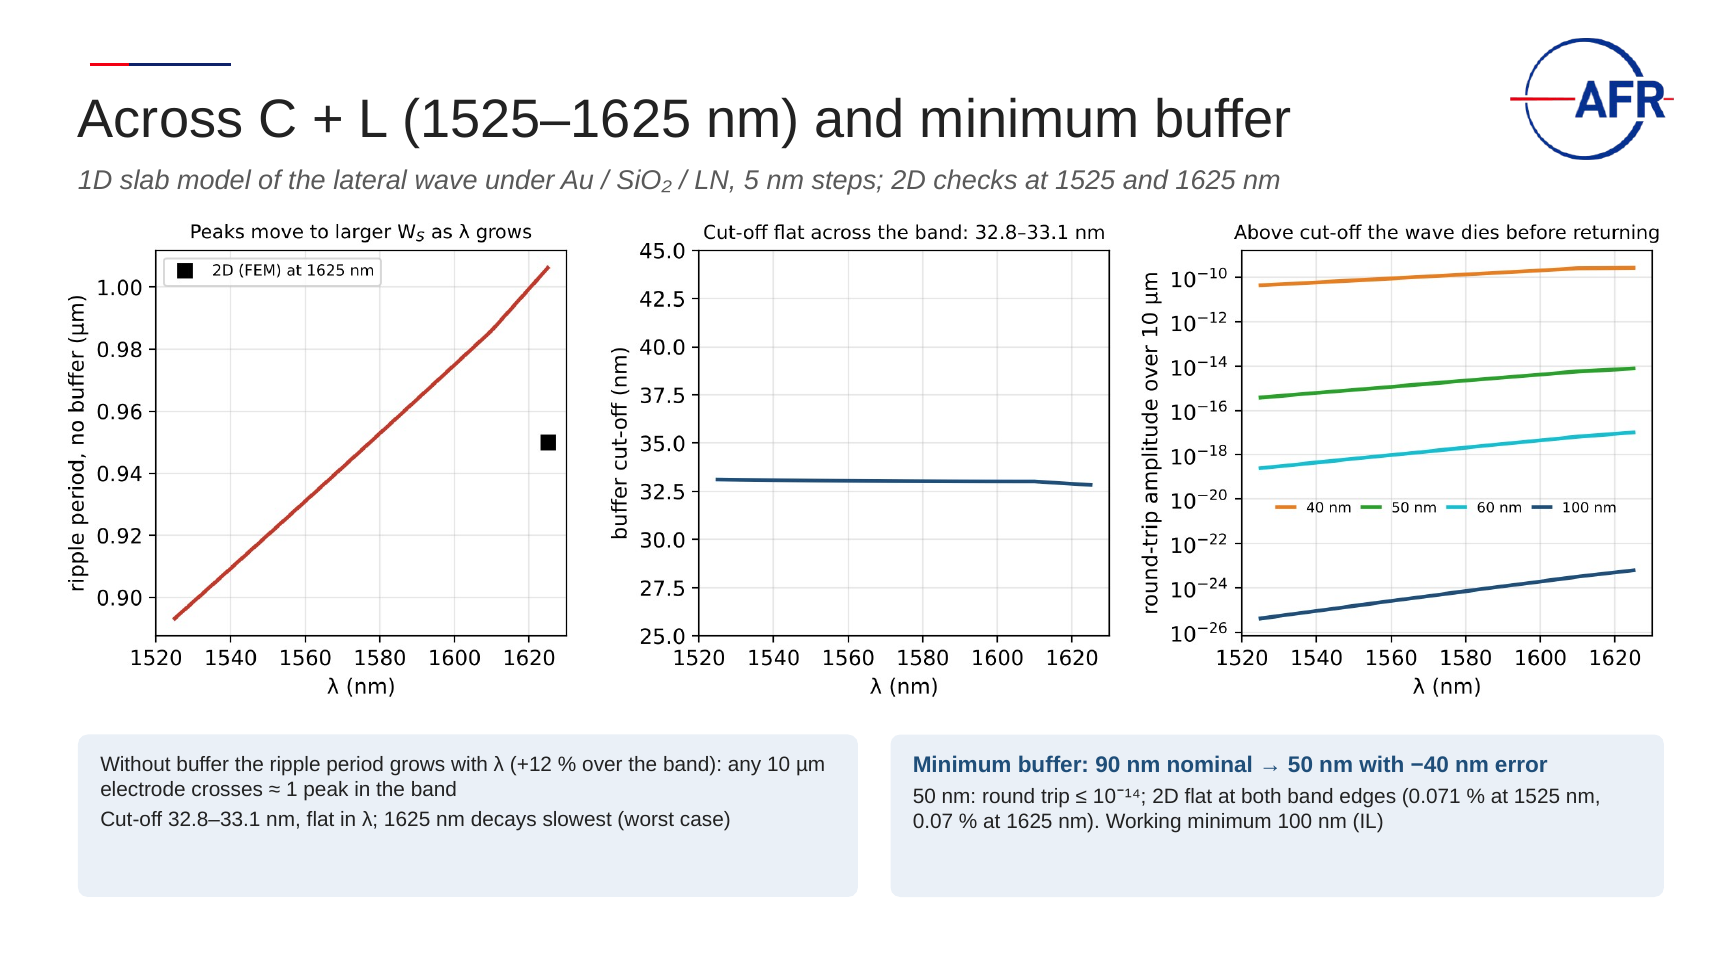 AFR
Across C + L (1525–1625 nm) and minimum buffer
1D slab model of the lateral wave under Au / SiO₂ / LN, 5 nm steps; 2D checks at 1525 and 1625 nm
Peaks move to larger W_S as λ grows
2D (FEM) at 1625 nm
ripple period, no buffer (µm)
1.00
0.98
0.96
0.94
0.92
0.90
1520 1540 1560 1580 1600 1620
λ (nm)
Cut-off flat across the band: 32.8–33.1 nm
buffer cut-off (nm)
45.0
42.5
40.0
37.5
35.0
32.5
30.0
27.5
25.0
1520 1540 1560 1580 1600 1620
λ (nm)
Above cut-off the wave dies before returning
round-trip amplitude over 10 µm
10⁻¹⁰
10⁻¹²
10⁻¹⁴
10⁻¹⁶
10⁻¹⁸
10⁻²⁰
40 nm 50 nm 60 nm 100 nm
10⁻²²
10⁻²⁴
10⁻²⁶
1520 1540 1560 1580 1600 1620
λ (nm)
Without buffer the ripple period grows with λ (+12 % over the band): any 10 µm
electrode crosses ≈ 1 peak in the band
Cut-off 32.8–33.1 nm, flat in λ; 1625 nm decays slowest (worst case)
Minimum buffer: 90 nm nominal → 50 nm with −40 nm error
50 nm: round trip ≤ 10⁻¹⁴; 2D flat at both band edges (0.071 % at 1525 nm,
0.07 % at 1625 nm). Working minimum 100 nm (IL)